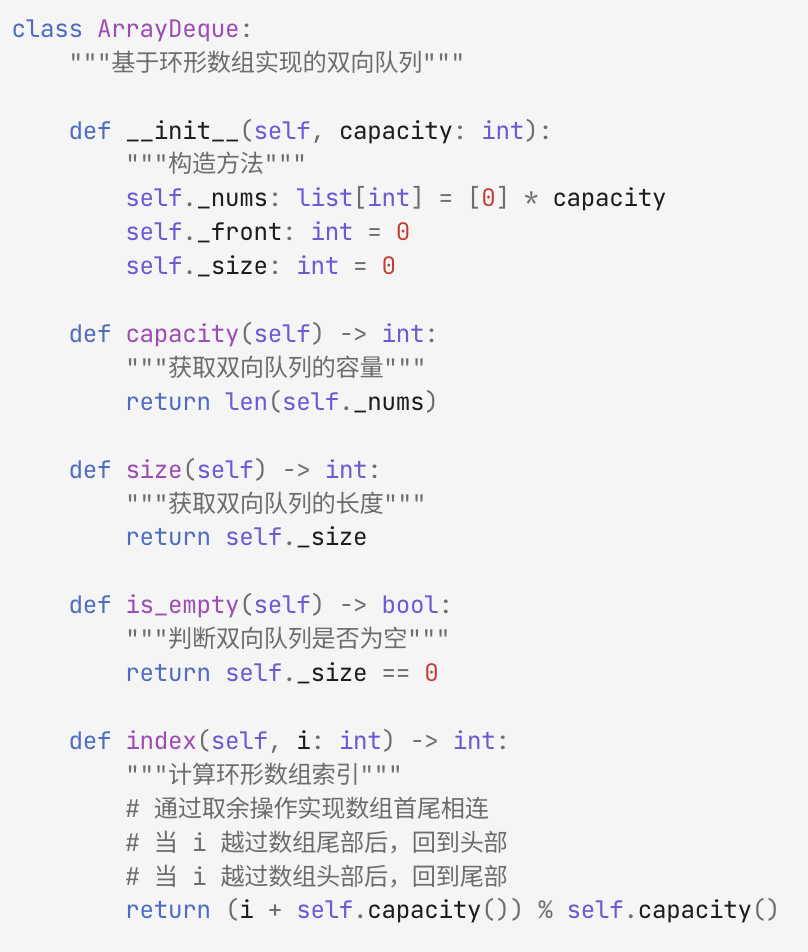 class ArrayDeque:
    """基于环形数组实现的双向队列"""

    def __init__(self, capacity: int):
        """构造方法"""
        self._nums: list[int] = [0] * capacity
        self._front: int = 0
        self._size: int = 0

    def capacity(self) -> int:
        """获取双向队列的容量"""
        return len(self._nums)

    def size(self) -> int:
        """获取双向队列的长度"""
        return self._size

    def is_empty(self) -> bool:
        """判断双向队列是否为空"""
        return self._size == 0

    def index(self, i: int) -> int:
        """计算环形数组索引"""
        # 通过取余操作实现数组首尾相连
        # 当 i 越过数组尾部后，回到头部
        # 当 i 越过数组头部后，回到尾部
        return (i + self.capacity()) % self.capacity()